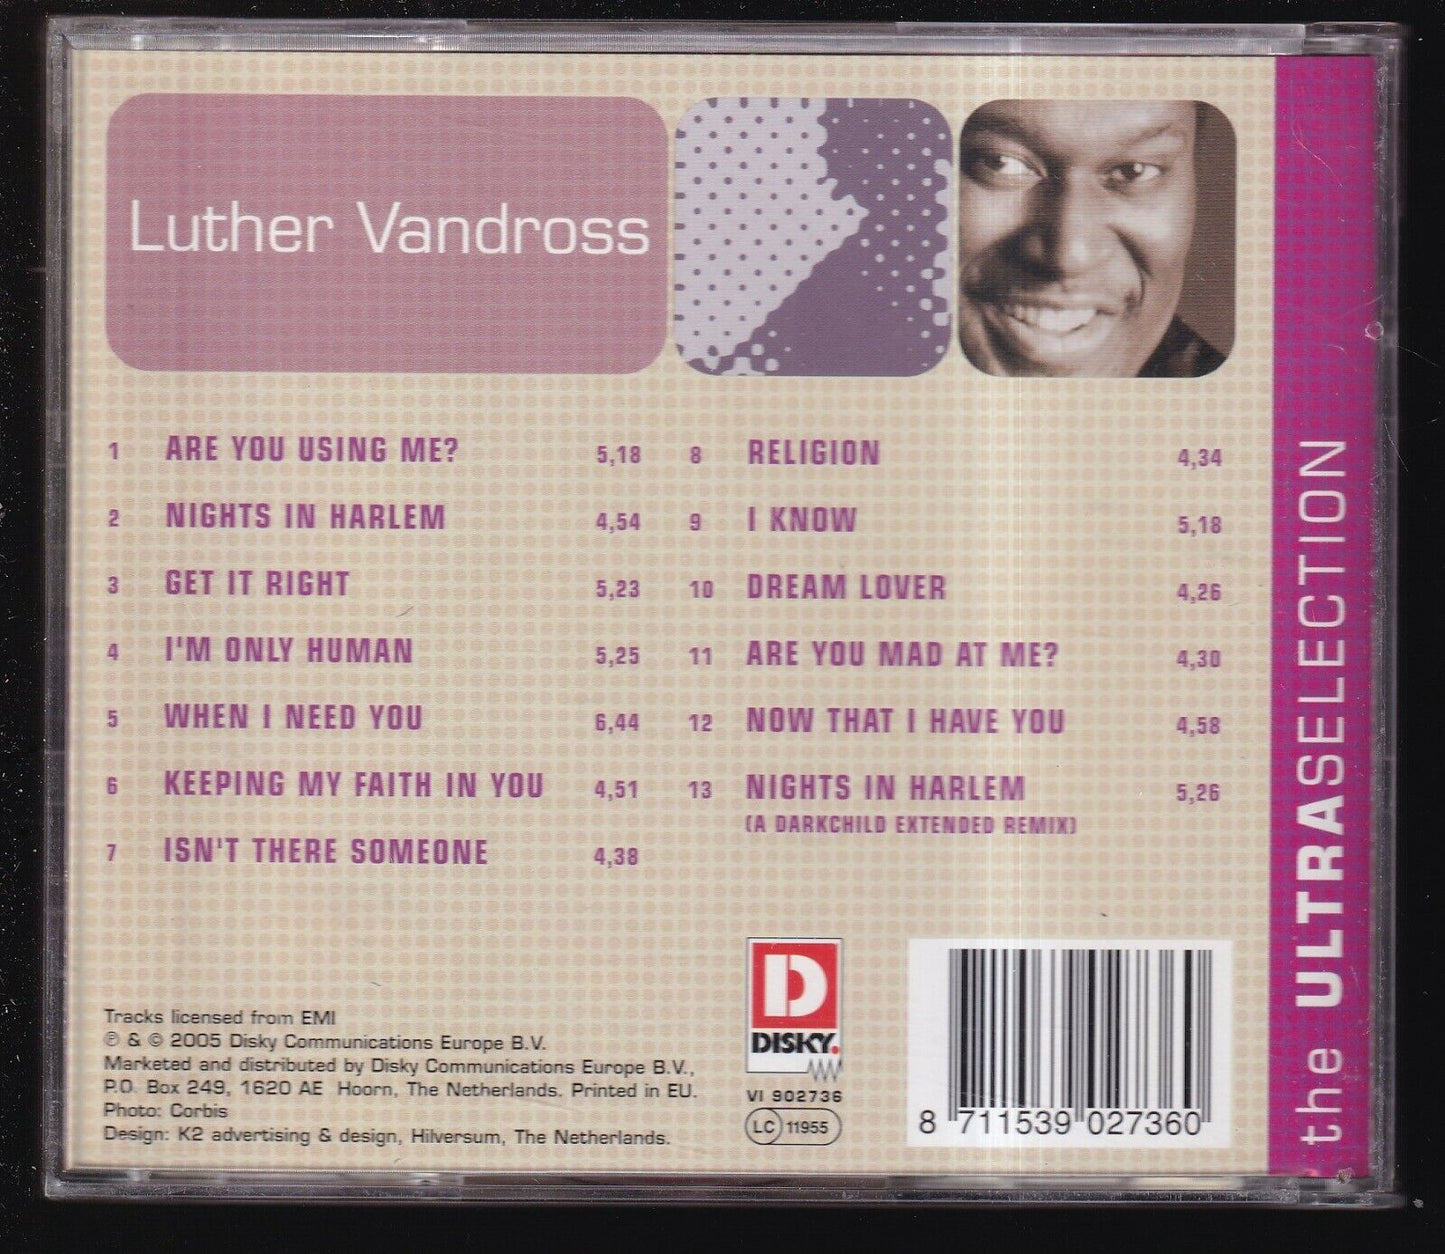 Luther Vandross
1 ARE YOU USING ME? 5,18
2 NIGHTS IN HARLEM 4,54
3 GET IT RIGHT 5,23
4 I'M ONLY HUMAN 5,25
5 WHEN I NEED YOU 6,44
6 KEEPING MY FAITH IN YOU 4,51
7 ISN'T THERE SOMEONE 4,38
8 RELIGION 4,34
9 I KNOW 5,18
10 DREAM LOVER 4,26
11 ARE YOU MAD AT ME? 4,30
12 NOW THAT I HAVE YOU 4,58
13 NIGHTS IN HARLEM 5,26
(A DARKCHILD EXTENDED REMIX)
Tracks licensed from EMI
℗ & © 2005 Disky Communications Europe B.V.
Marketed and distributed by Disky Communications Europe B.V.,
P.O. Box 249, 1620 AE Hoorn, The Netherlands. Printed in EU.
Photo: Corbis
Design: K2 advertising & design, Hilversum, The Netherlands.
D
DISKY.
VI 902736
LC 11955
8 711539 027360
the ULTRASELECTION